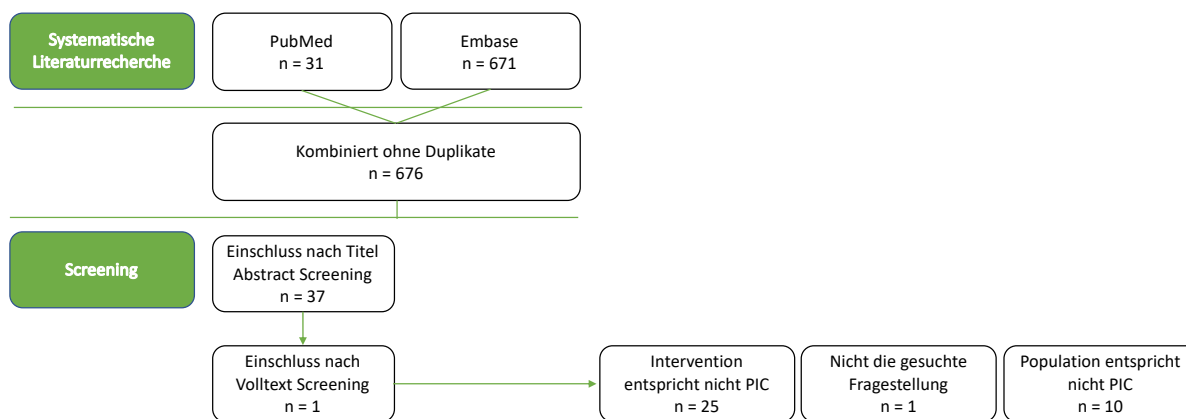 Systematische
Literaturrecherche
PubMed
n = 31
Embase
n = 671
Kombiniert ohne Duplikate
n = 676
Screening
Einschluss nach Titel
Abstract Screening
n = 37
Einschluss nach
Volltext Screening
n = 1
Intervention
entspricht nicht PIC
n = 25
Nicht die gesuchte
Fragestellung
n = 1
Population entspricht
nicht PIC
n = 10